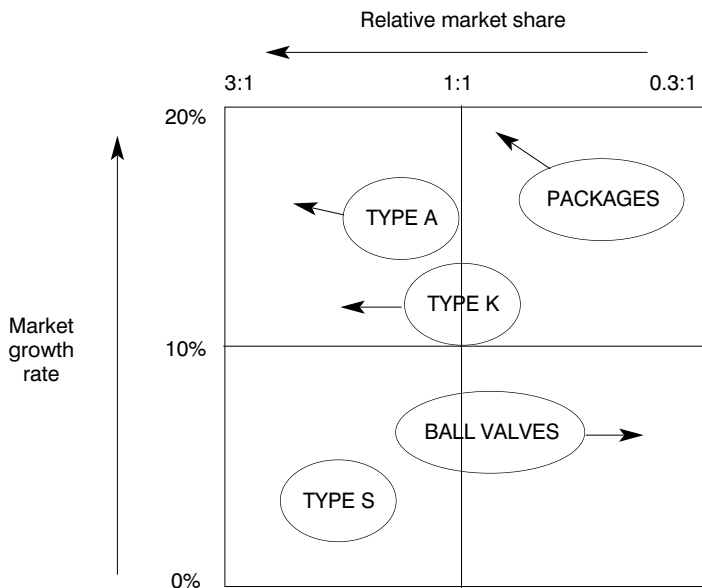 Relative market share
3:1 1:1 0.3:1
20%
PACKAGES
TYPE A
TYPE K
Market
growth
rate
10%
BALL VALVES
TYPE S
0%